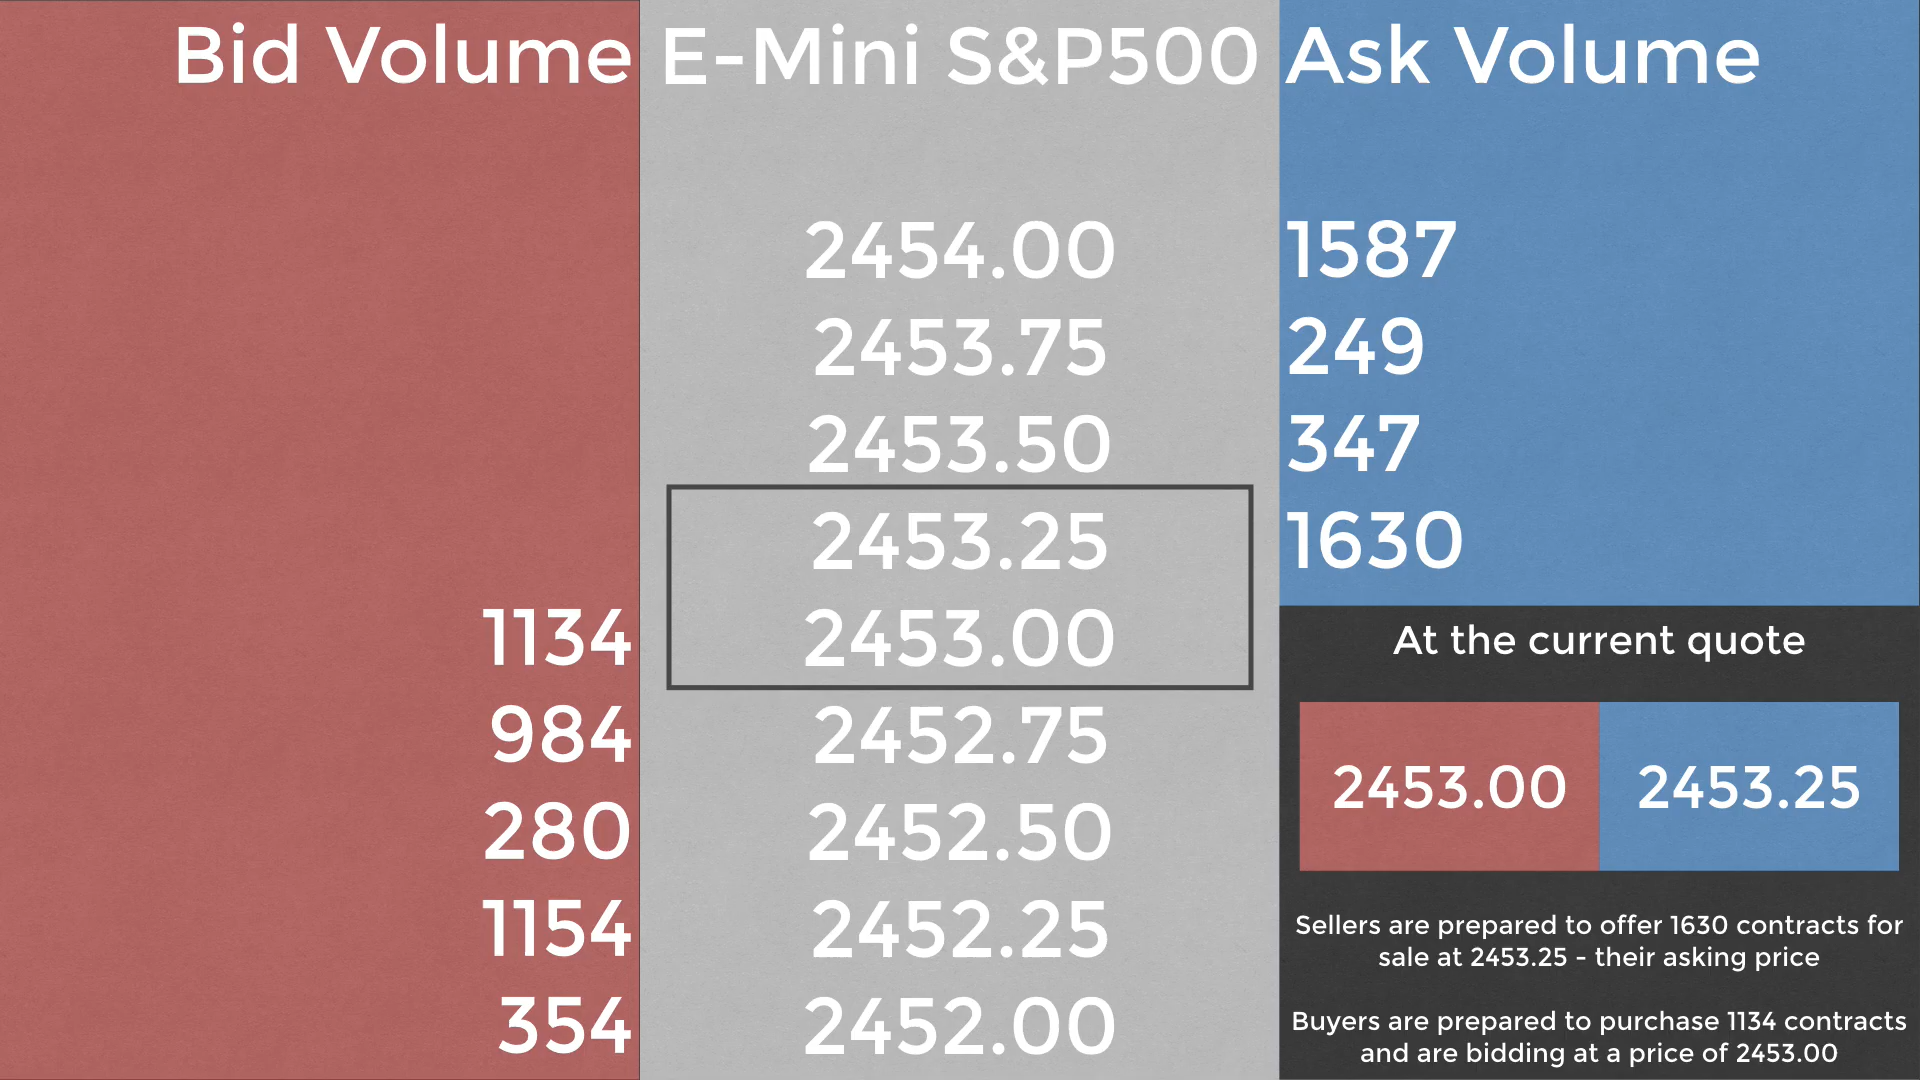 Bid Volume E-Mini S&P500 Ask Volume
2454.00 1587
2453.75 249
2453.50 347
2453.25 1630
1134 2453.00
984 2452.75
280 2452.50
1154 2452.25
354 2452.00
At the current quote
2453.00 2453.25
Sellers are prepared to offer 1630 contracts for
sale at 2453.25 - their asking price
Buyers are prepared to purchase 1134 contracts
and are bidding at a price of 2453.00